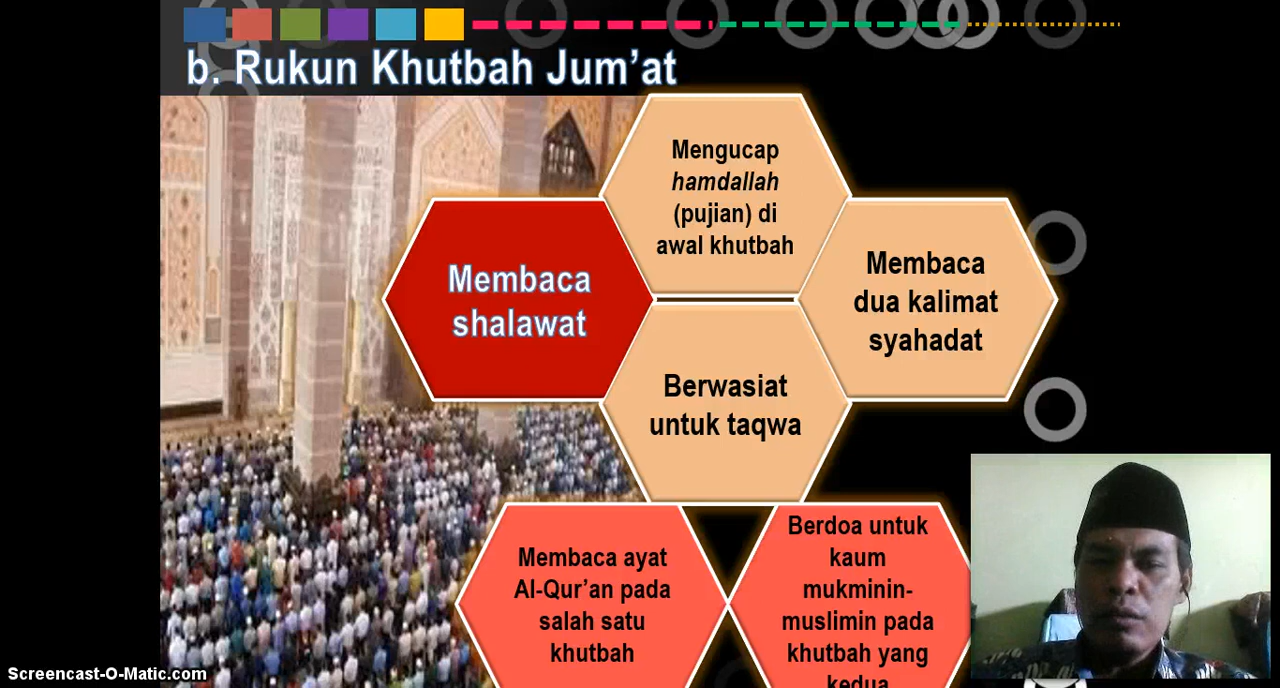 b. Rukun Khutbah Jum’at
Mengucap
hamdallah
(pujian) di
awal khutbah
Membaca
shalawat
Membaca
dua kalimat
syahadat
Berwasiat
untuk taqwa
Membaca ayat
Al-Qur’an pada
salah satu
khutbah
Berdoa untuk
kaum
mukminin-
muslimin pada
khutbah yang
kedua
Screencast-O-Matic.com